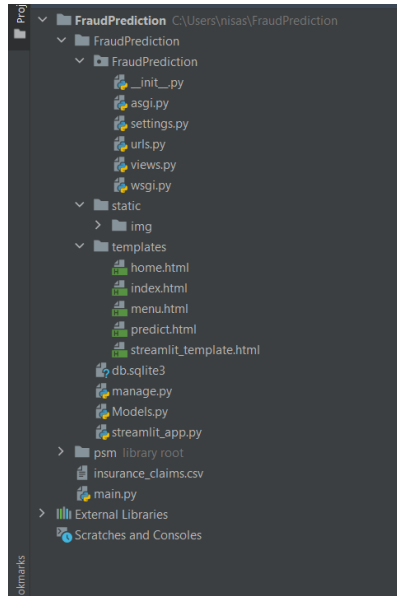 Proj
FraudPrediction C:\Users\nisas\FraudPrediction
FraudPrediction
FraudPrediction
__init__.py
asgi.py
settings.py
urls.py
views.py
wsgi.py
static
img
templates
home.html
index.html
menu.html
predict.html
streamlit_template.html
db.sqlite3
manage.py
Models.py
streamlit_app.py
psm library root
insurance_claims.csv
main.py
External Libraries
Scratches and Consoles
okmarks